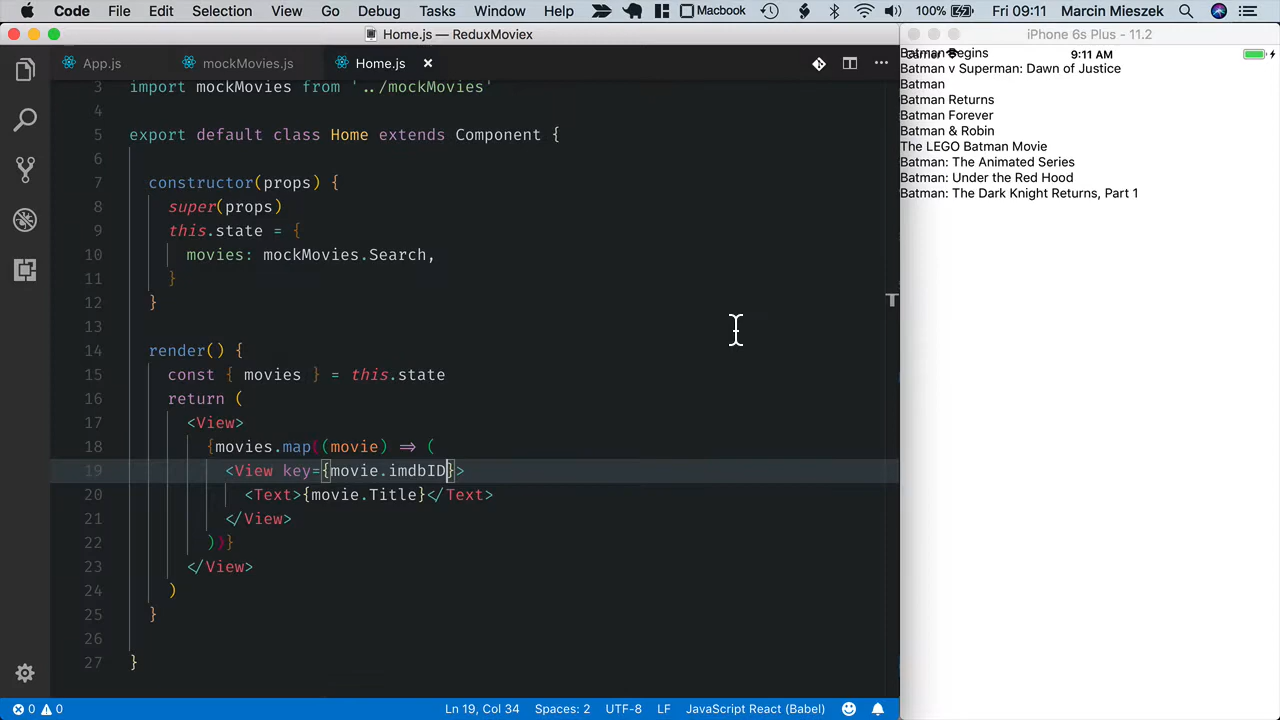 Code File Edit Selection View Go Debug Tasks Window Help Macbook 100% Fri 09:11 Marcin Mieszek
Home.js — ReduxMoviex
App.js mockMovies.js Home.js
3 import mockMovies from '../mockMovies'
4
5 export default class Home extends Component {
6
7 constructor(props) {
8 super(props)
9 this.state = {
10 movies: mockMovies.Search,
11 }
12 }
13
14 render() {
15 const { movies } = this.state
16 return (
17 <View>
18 {movies.map((movie) => (
19 <View key={movie.imdbID}>
20 <Text>{movie.Title}</Text>
21 </View>
22 ))}
23 </View>
24 )
25 }
26
27 }
0 0 Ln 19, Col 34 Spaces: 2 UTF-8 LF JavaScript React (Babel)
iPhone 6s Plus - 11.2
9:11 AM
Batman Begins
Batman v Superman: Dawn of Justice
Batman
Batman Returns
Batman Forever
Batman & Robin
The LEGO Batman Movie
Batman: The Animated Series
Batman: Under the Red Hood
Batman: The Dark Knight Returns, Part 1